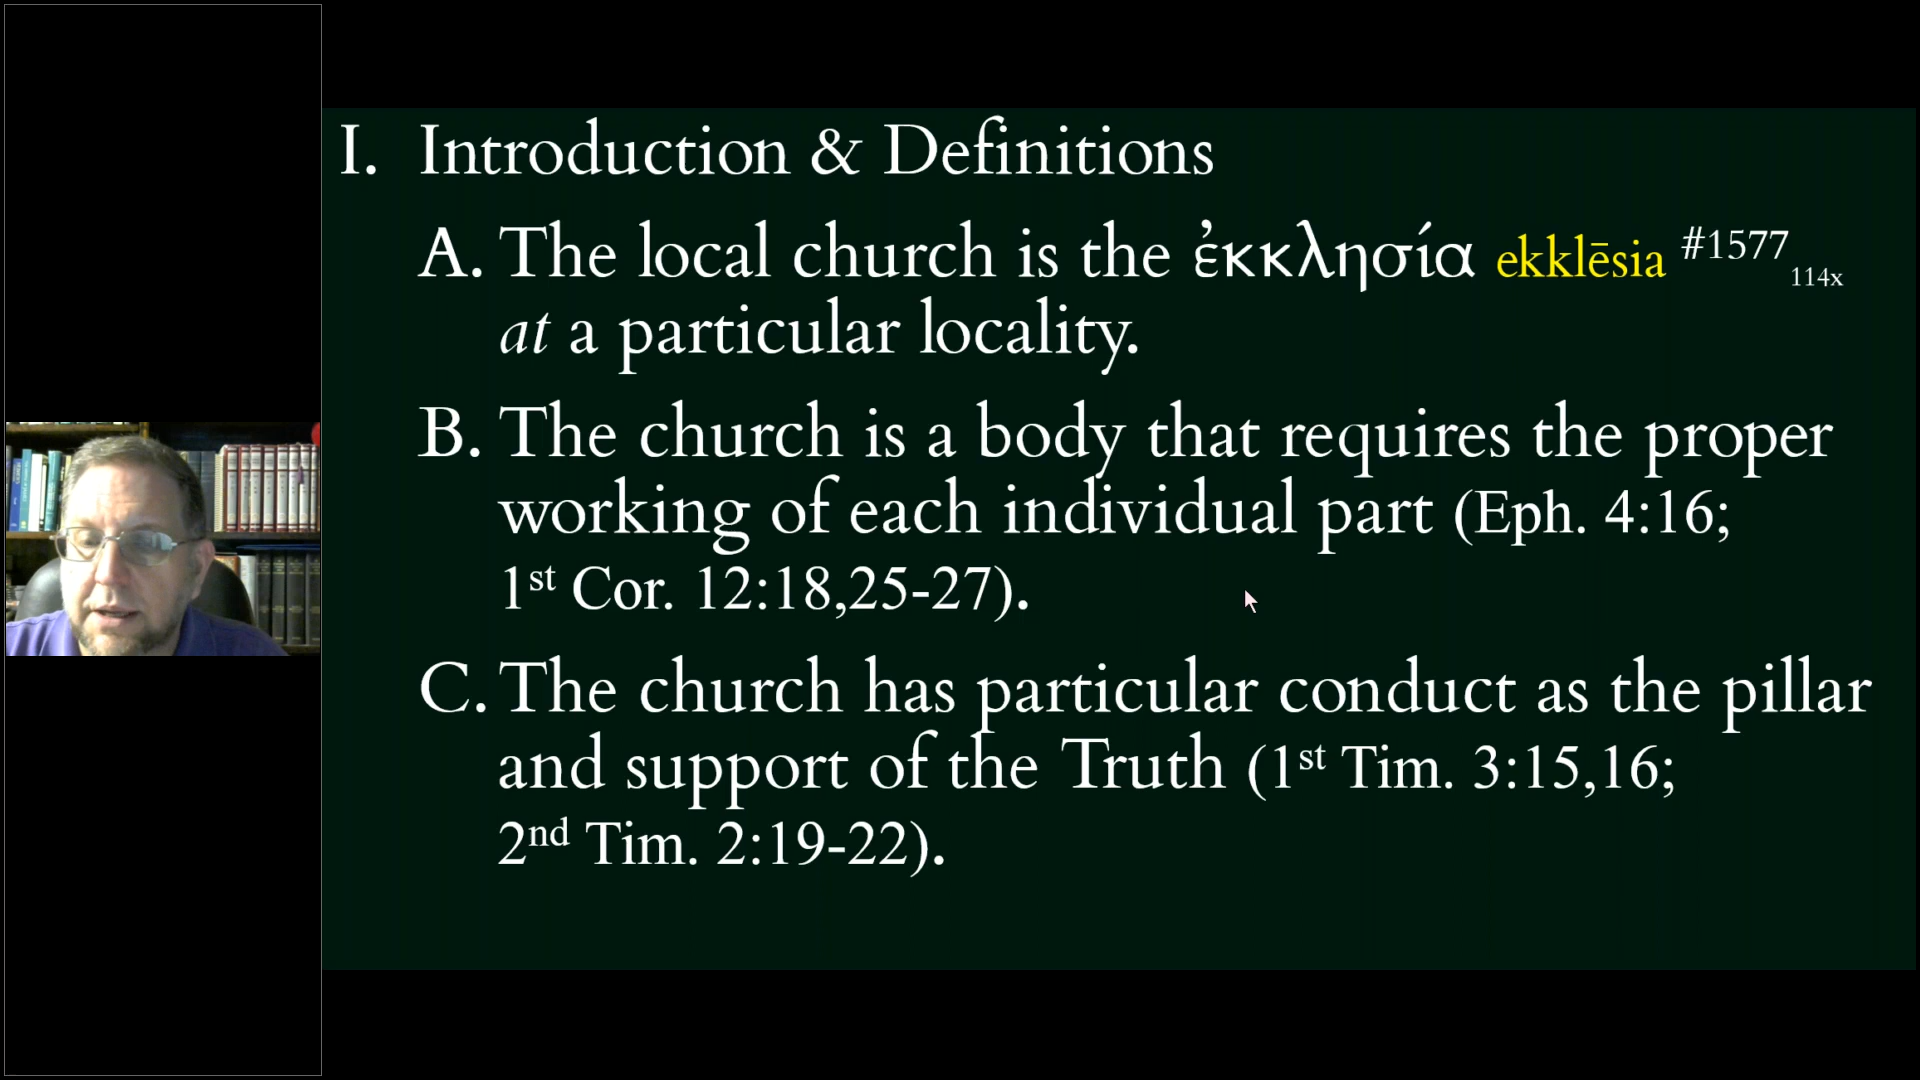 I. Introduction & Definitions
A. The local church is the ἐκκλησία ekklēsia #1577 114x
at a particular locality.
B. The church is a body that requires the proper
working of each individual part (Eph. 4:16;
1st Cor. 12:18,25-27).
C. The church has particular conduct as the pillar
and support of the Truth (1st Tim. 3:15,16;
2nd Tim. 2:19-22).